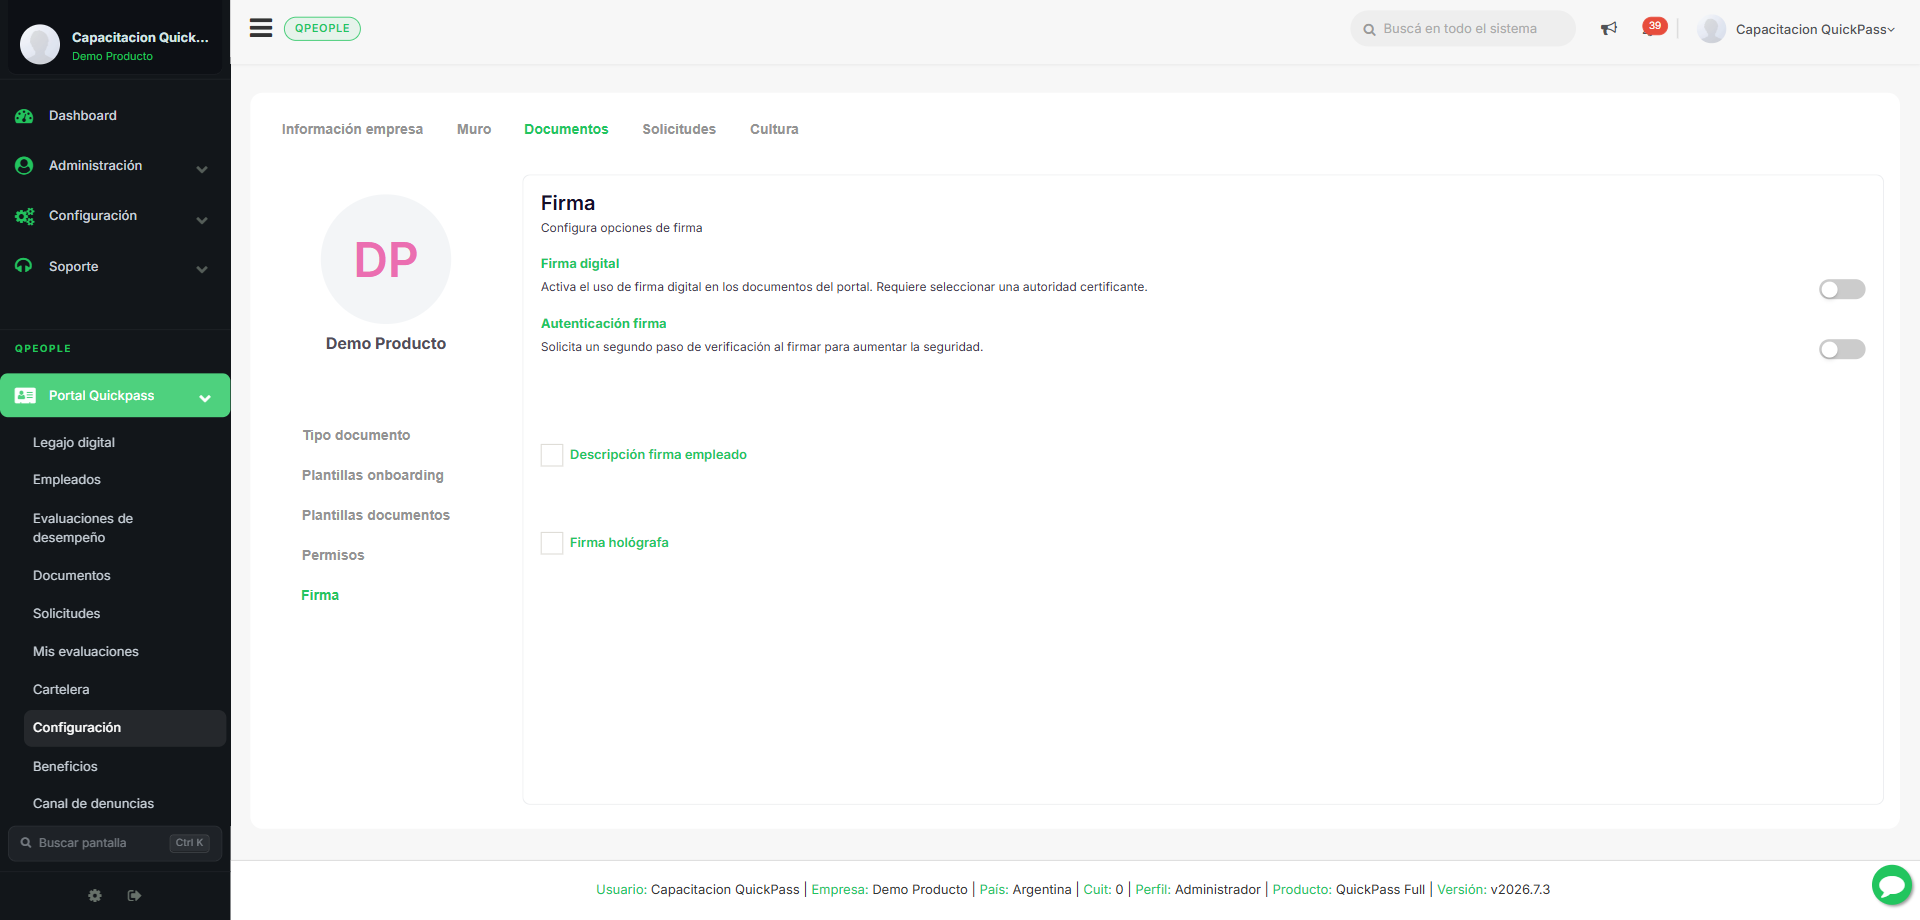 Capacitacion Quick...
Demo Producto
Dashboard
Administración
Configuración
Soporte
QPEOPLE
Portal Quickpass
Legajo digital
Empleados
Evaluaciones de
desempeño
Documentos
Solicitudes
Mis evaluaciones
Cartelera
Configuración
Beneficios
Canal de denuncias
Buscar pantalla
Ctrl K
QPEOPLE
Buscá en todo el sistema
39
Capacitacion QuickPass
Información empresa
Muro
Documentos
Solicitudes
Cultura
DP
Demo Producto
Tipo documento
Plantillas onboarding
Plantillas documentos
Permisos
Firma
Firma
Configura opciones de firma
Firma digital
Activa el uso de firma digital en los documentos del portal. Requiere seleccionar una autoridad certificante.
Autenticación firma
Solicita un segundo paso de verificación al firmar para aumentar la seguridad.
Descripción firma empleado
Firma hológrafa
Usuario: Capacitacion QuickPass | Empresa: Demo Producto | País: Argentina | Cuit: 0 | Perfil: Administrador | Producto: QuickPass Full | Versión: v2026.7.3